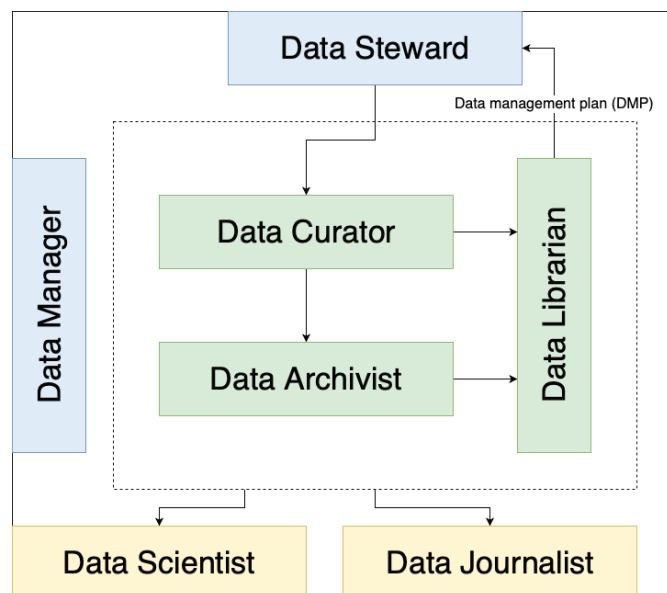 Data Steward
Data management plan (DMP)
Data Manager
Data Curator
Data Librarian
Data Archivist
Data Scientist
Data Journalist